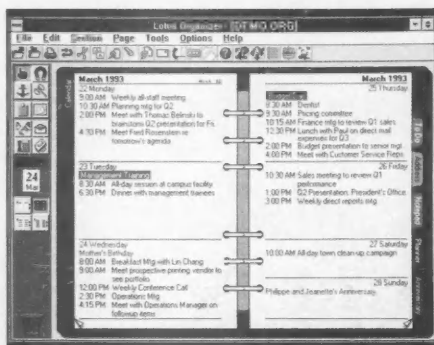 Lotus Organizer - [DEMO.ORG]
File Edit Section Page Tools Options Help
Calendar
March 1993
22 Monday
9:00 AM Weekly all-staff meeting
10:30 AM Planning mtg for Q2
2:00 PM Meet with Thomas Belinski to
brainstorm Q2 presentation for Fri.
4:30 PM Meet Fred Rosenstein re
tomorrow's agenda
23 Tuesday
Management Training
8:30 AM All-day session at campus facility
6:30 PM Dinner with management trainees
24 Wednesday
Mother's Birthday
8:00 AM Breakfast Mtg with Lin Chang
9:00 AM Meet prospective printing vendor to
see portfolio
12:00 PM Weekly Conference Call
2:30 PM Operations Mtg
4:15 PM Meet with Operations Manager on
followup items
March 1993
25 Thursday
8:30 AM Dentist
9:30 AM Pricing committee
10:15 AM Finance mtg to review Q1 sales
12:30 PM Lunch with Paul on direct mail
expenses for Q3
2:00 PM Budget presentation to senior mgt.
4:00 PM Meet with Customer Service Reps
26 Friday
10:30 AM Sales meeting to review Q1
performance
1:00 PM Q2 Presentation, President's Office
3:00 PM Weekly direct reports mtg
27 Saturday
10:00 AM All-day town clean up campaign
28 Sunday
Philippe and Jeanette's Anniversary
To Do
Address
Notepad
Planner
Anniversary
24
Mar